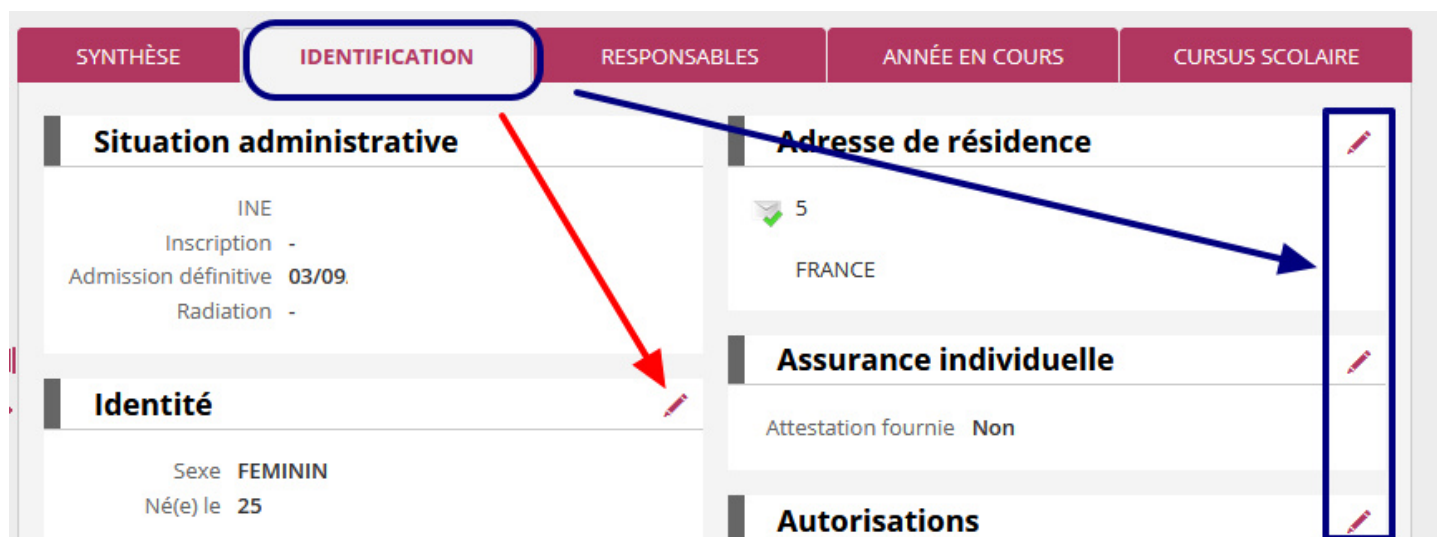 SYNTHÈSE IDENTIFICATION RESPONSABLES ANNÉE EN COURS CURSUS SCOLAIRE
Situation administrative
INE
Inscription -
Admission définitive 03/09.
Radiation -
Identité
Sexe FEMININ
Né(e) le 25
Adresse de résidence
5
FRANCE
Assurance individuelle
Attestation fournie Non
Autorisations